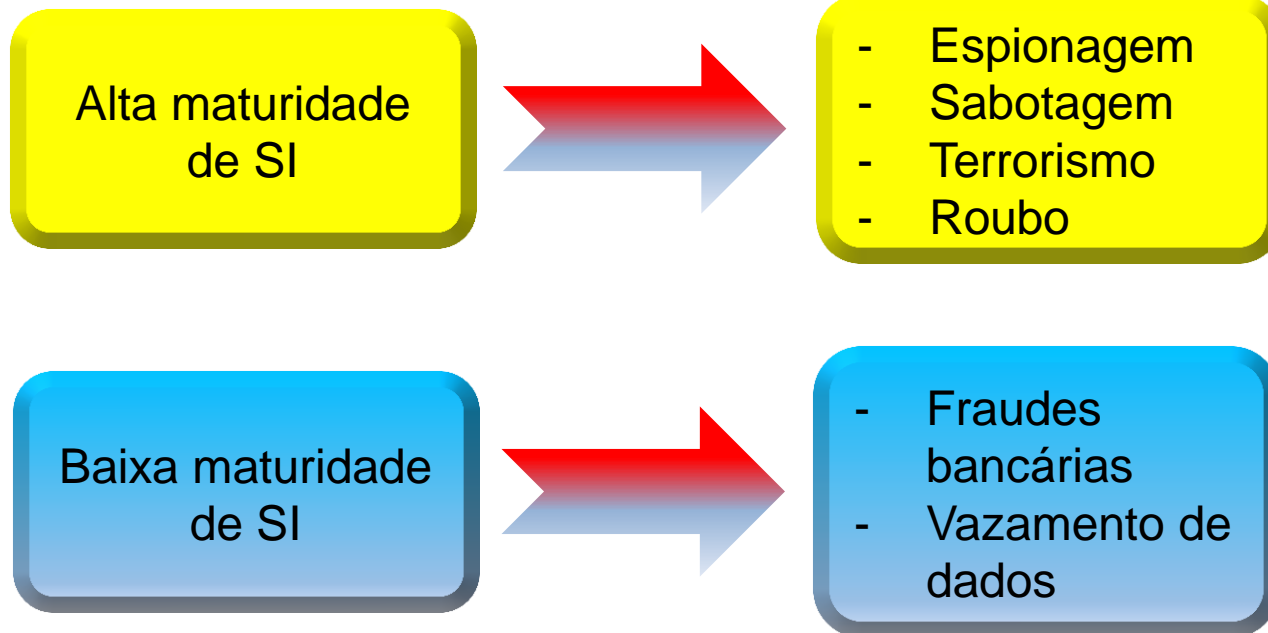 Alta maturidade
de SI
- Espionagem
- Sabotagem
- Terrorismo
- Roubo
Baixa maturidade
de SI
- Fraudes
bancárias
- Vazamento de
dados